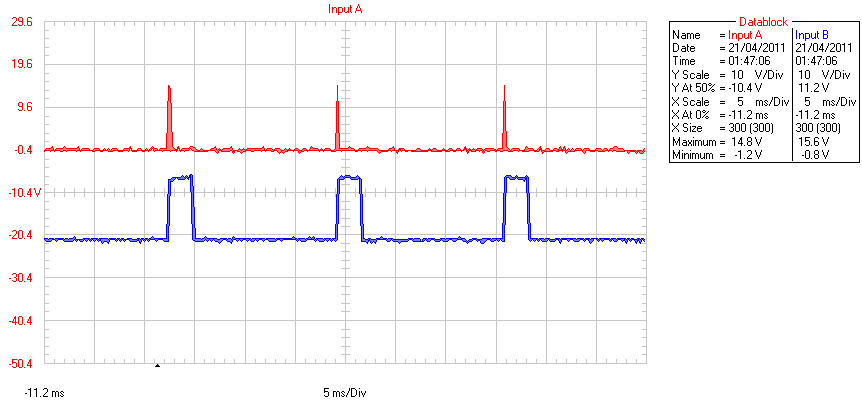 Input A
29.6
19.6
9.6
-0.4
-10.4 V
-20.4
-30.4
-40.4
-50.4
-11.2 ms
5 ms/Div
Datablock
Name = Input A Input B
Date = 21/04/2011 21/04/2011
Time = 01:47:06 01:47:06
Y Scale = 10 V/Div 10 V/Div
Y At 50% = -10.4 V 11.2 V
X Scale = 5 ms/Div 5 ms/Div
X At 0% = -11.2 ms -11.2 ms
X Size = 300 (300) 300 (300)
Maximum = 14.8 V 15.6 V
Minimum = -1.2 V -0.8 V